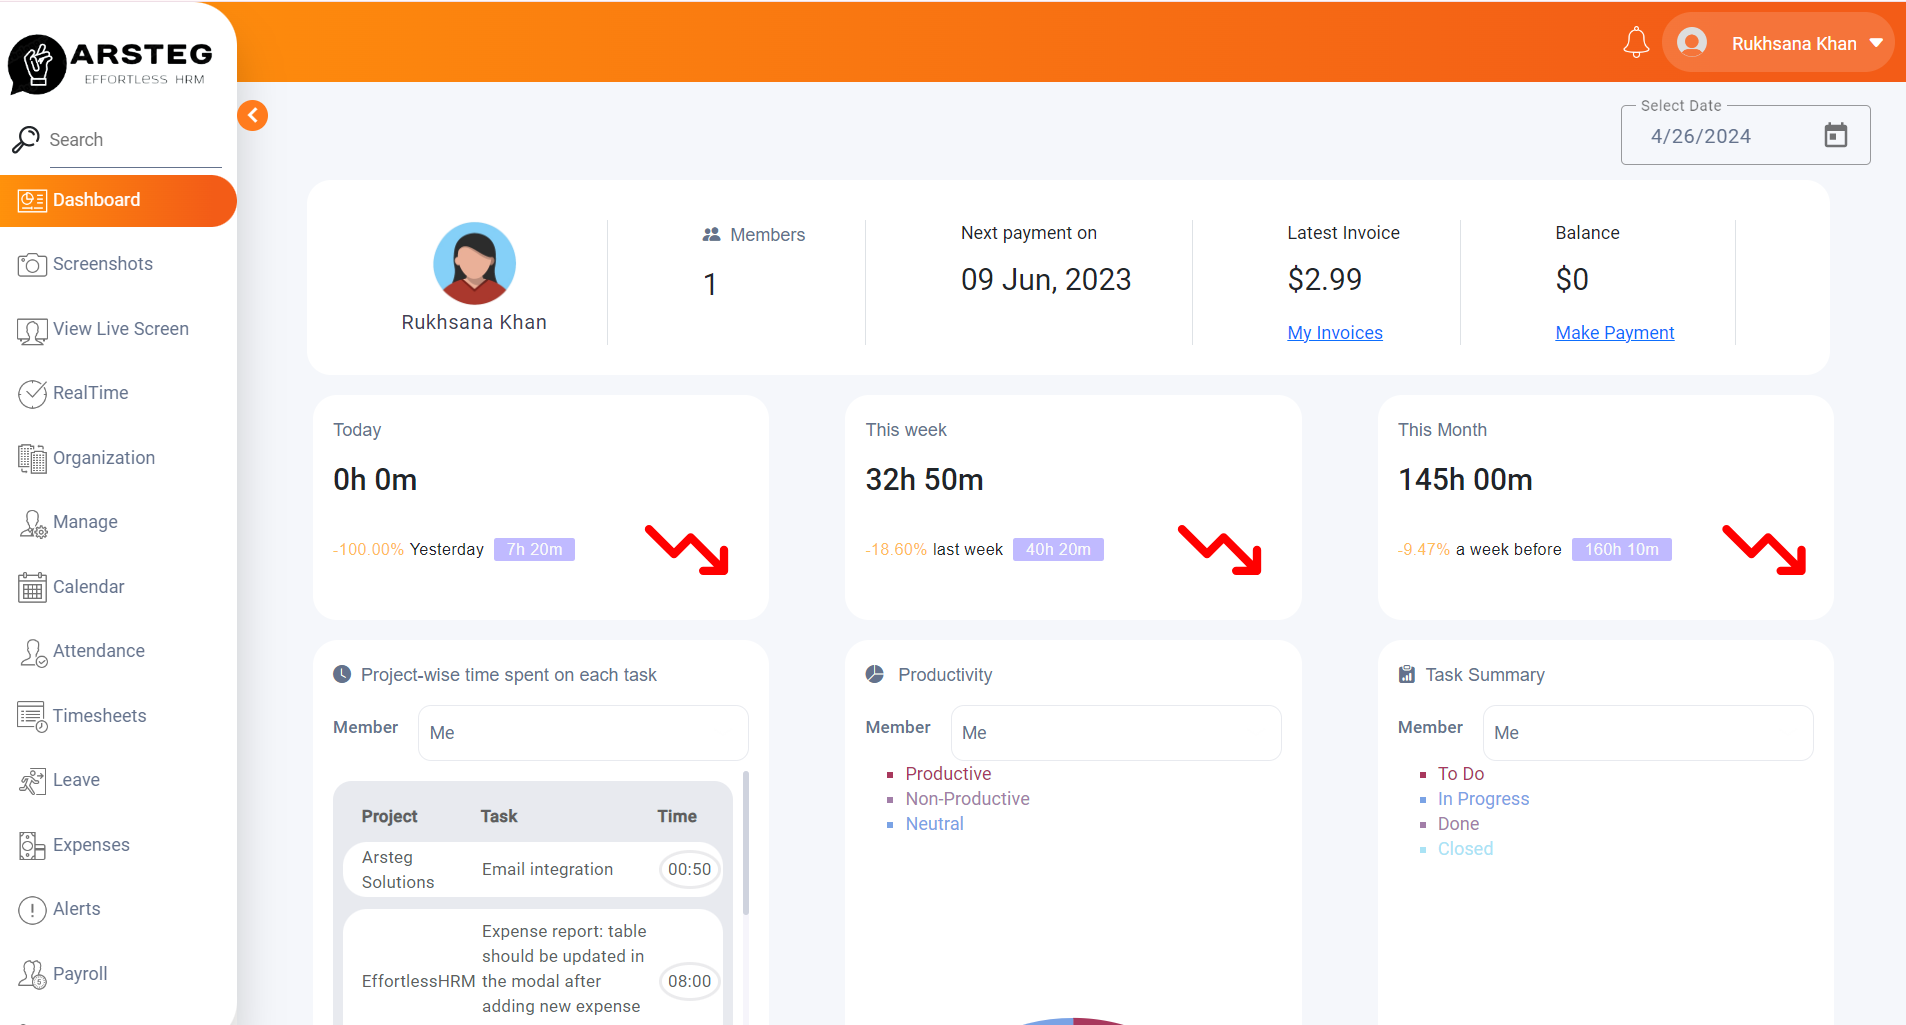 ARSTEG
EFFORTLESS HRM
Rukhsana Khan
Search
Select Date
4/26/2024
Dashboard
Screenshots
View Live Screen
RealTime
Organization
Manage
Calendar
Attendance
Timesheets
Leave
Expenses
Alerts
Payroll
Rukhsana Khan
Members
1
Next payment on
09 Jun, 2023
Latest Invoice
$2.99
My Invoices
Balance
$0
Make Payment
Today
0h 0m
-100.00% Yesterday 7h 20m
This week
32h 50m
-18.60% last week 40h 20m
This Month
145h 00m
-9.47% a week before 160h 10m
Project-wise time spent on each task
Member Me
Project Task Time
Arsteg
Solutions
Email integration
00:50
EffortlessHRM
Expense report: table
should be updated in
the modal after
adding new expense
08:00
Productivity
Member Me
Productive
Non-Productive
Neutral
Task Summary
Member Me
To Do
In Progress
Done
Closed